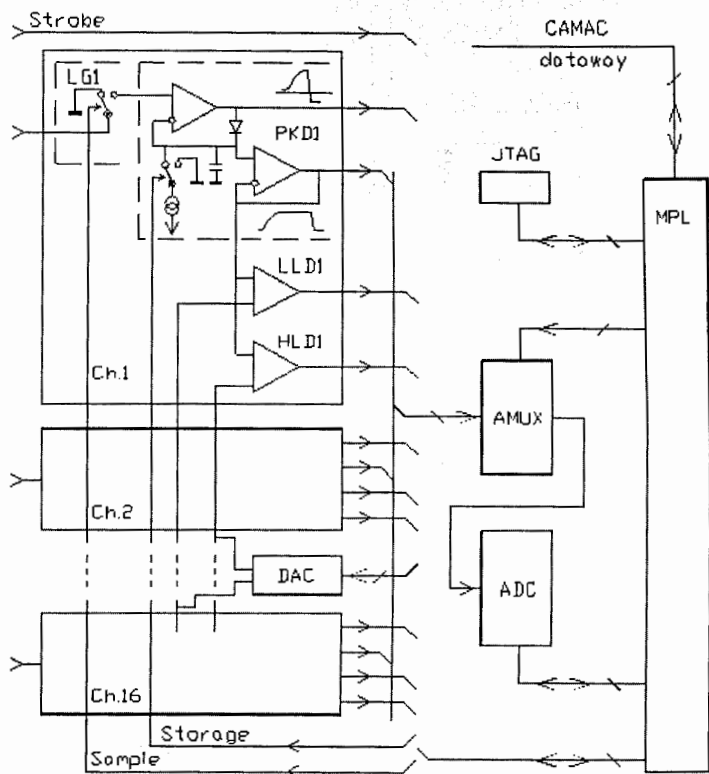 Strobe
CAMAC
dataway
LG1
PKD1
JTAG
MPL
LLD1
HLD1
Ch.1
AMUX
Ch.2
DAC
ADC
Ch.16
Storage
Sample